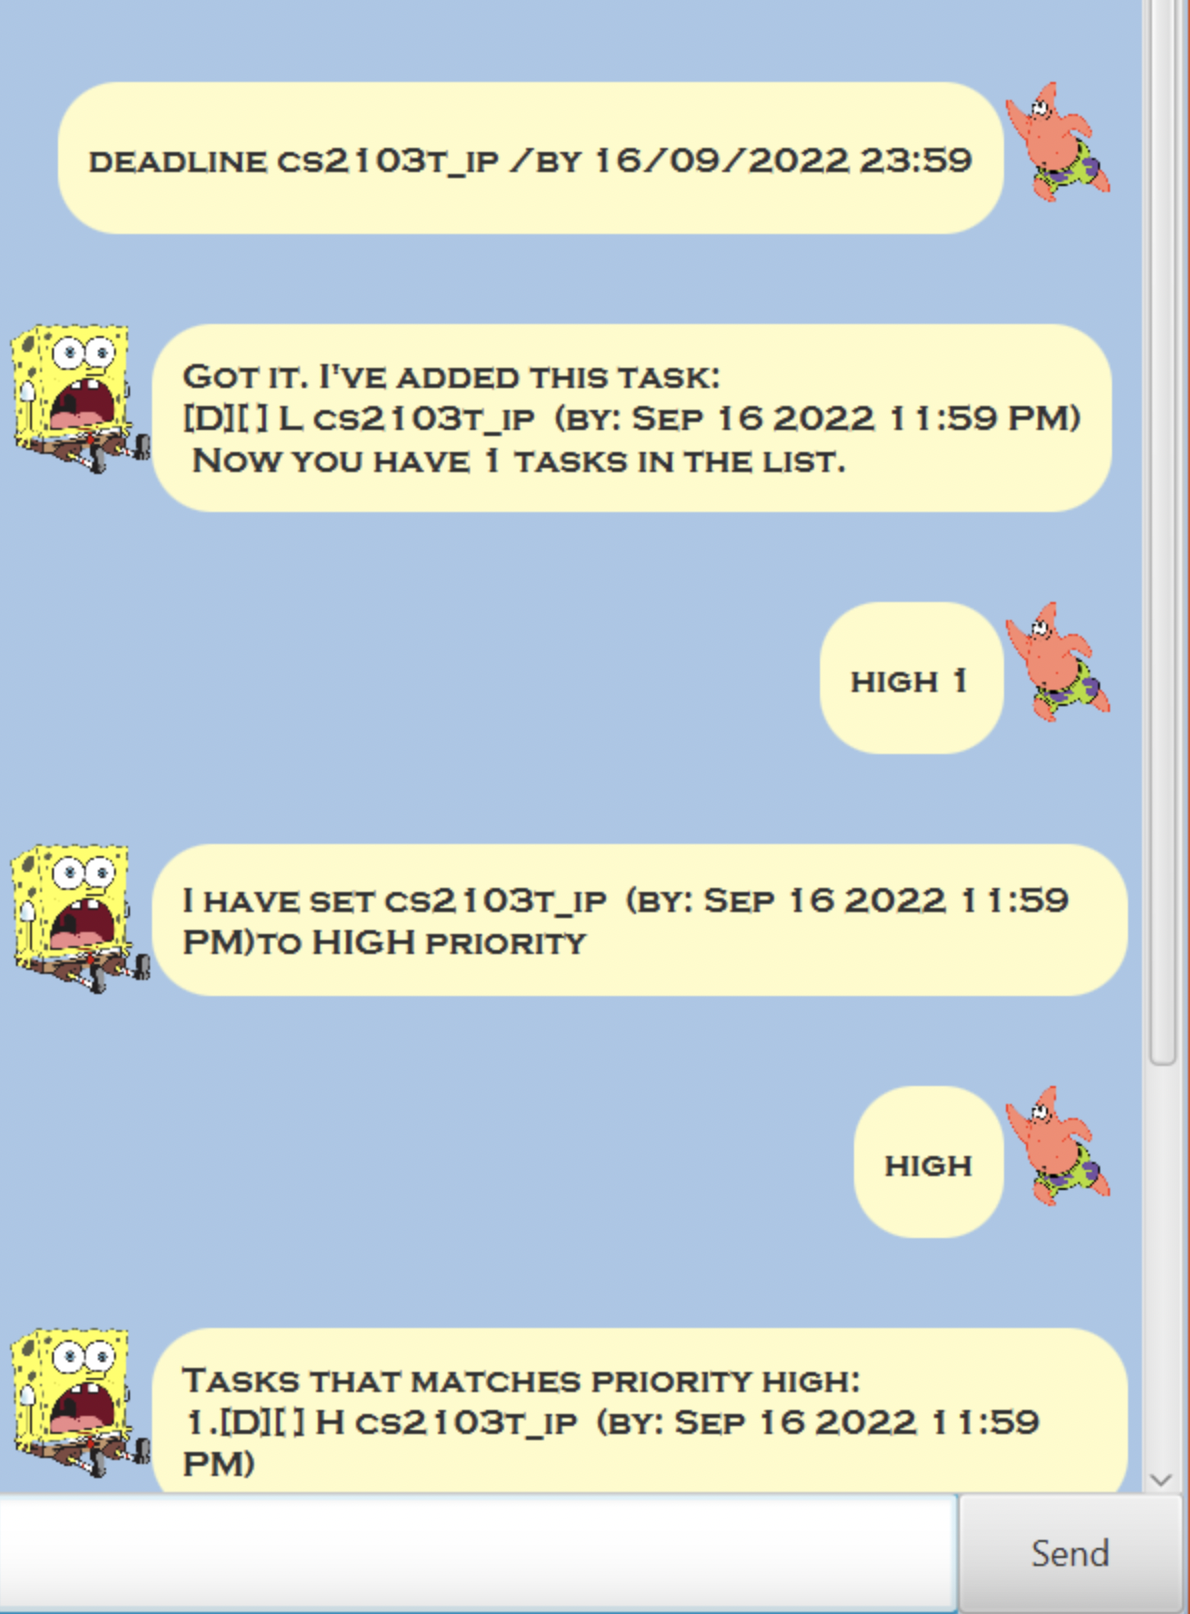 deadline cs2103t_ip /by 16/09/2022 23:59
Got it. I've added this task:
[D][ ] L cs2103t_ip  (by: Sep 16 2022 11:59 PM)
Now you have 1 tasks in the list.
high 1
I have set cs2103t_ip  (by: Sep 16 2022 11:59
PM)to HIGH priority
high
Tasks that matches priority high:
1.[D][ ] H cs2103t_ip  (by: Sep 16 2022 11:59
PM)
Send